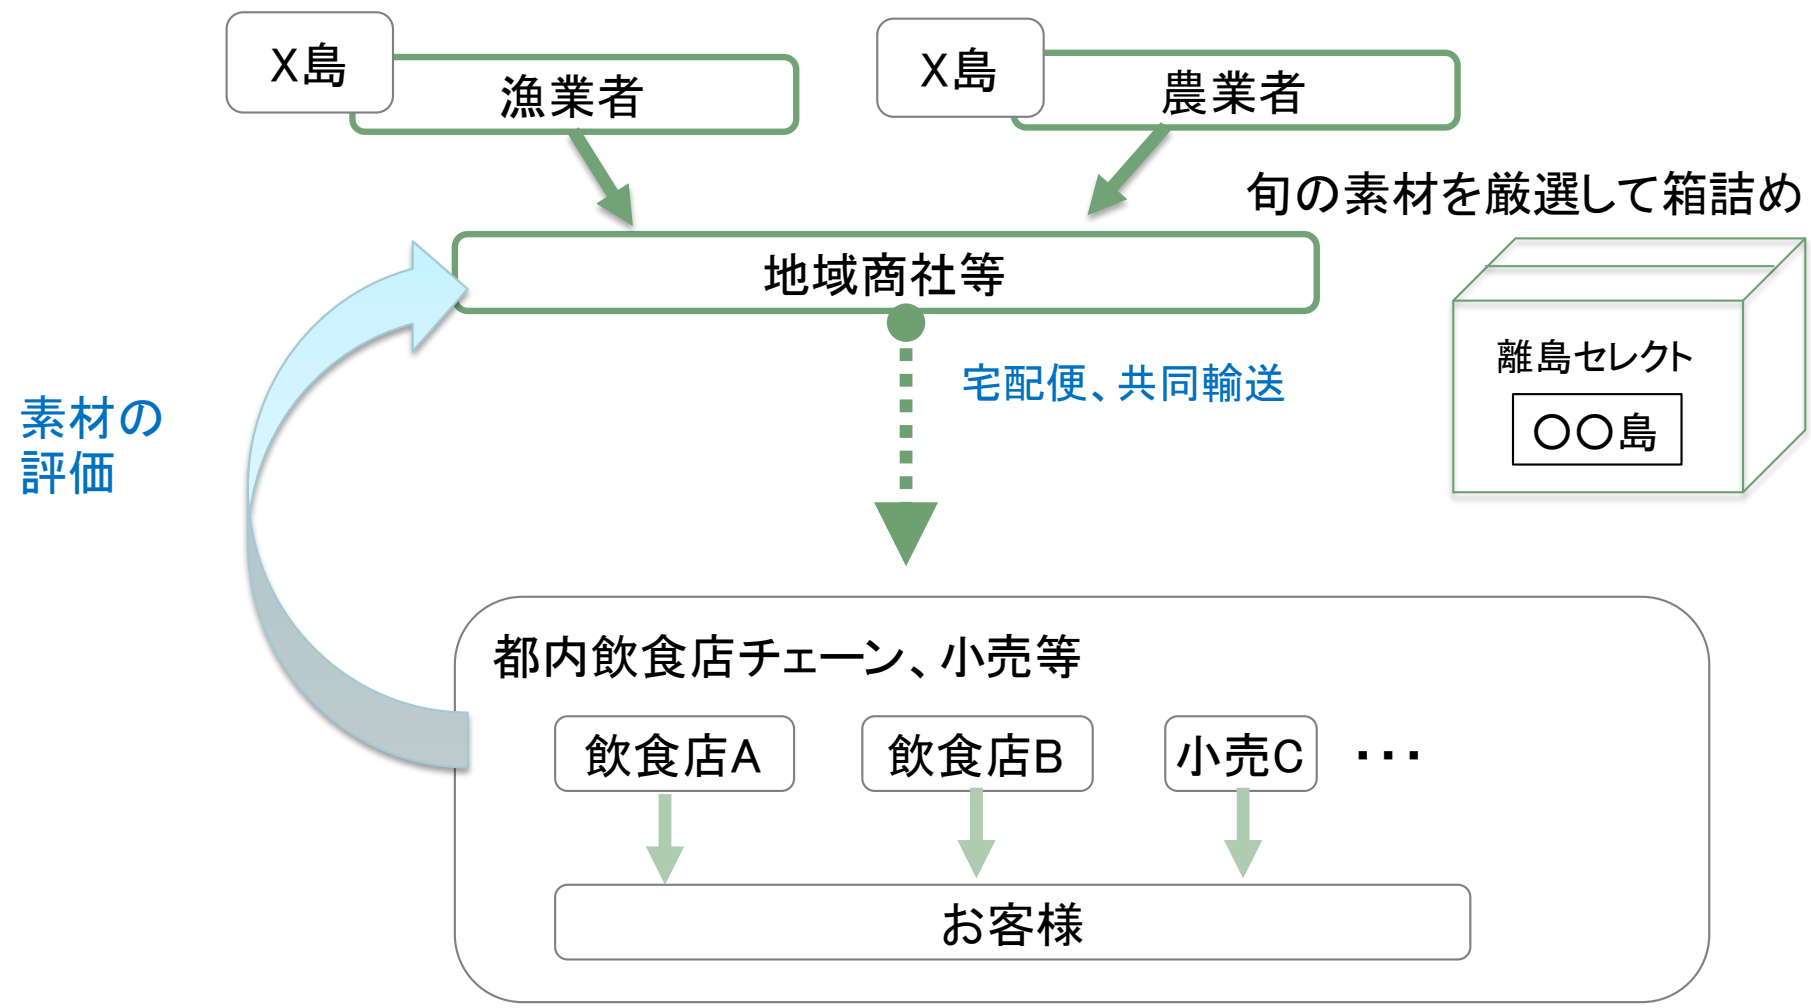 X島
漁業者
X島
農業者
旬の素材を厳選して箱詰め
地域商社等
離島セレクト
〇〇島
宅配便、共同輸送
素材の
評価
都内飲食店チェーン、小売等
飲食店A
飲食店B
小売C
・・・
お客様